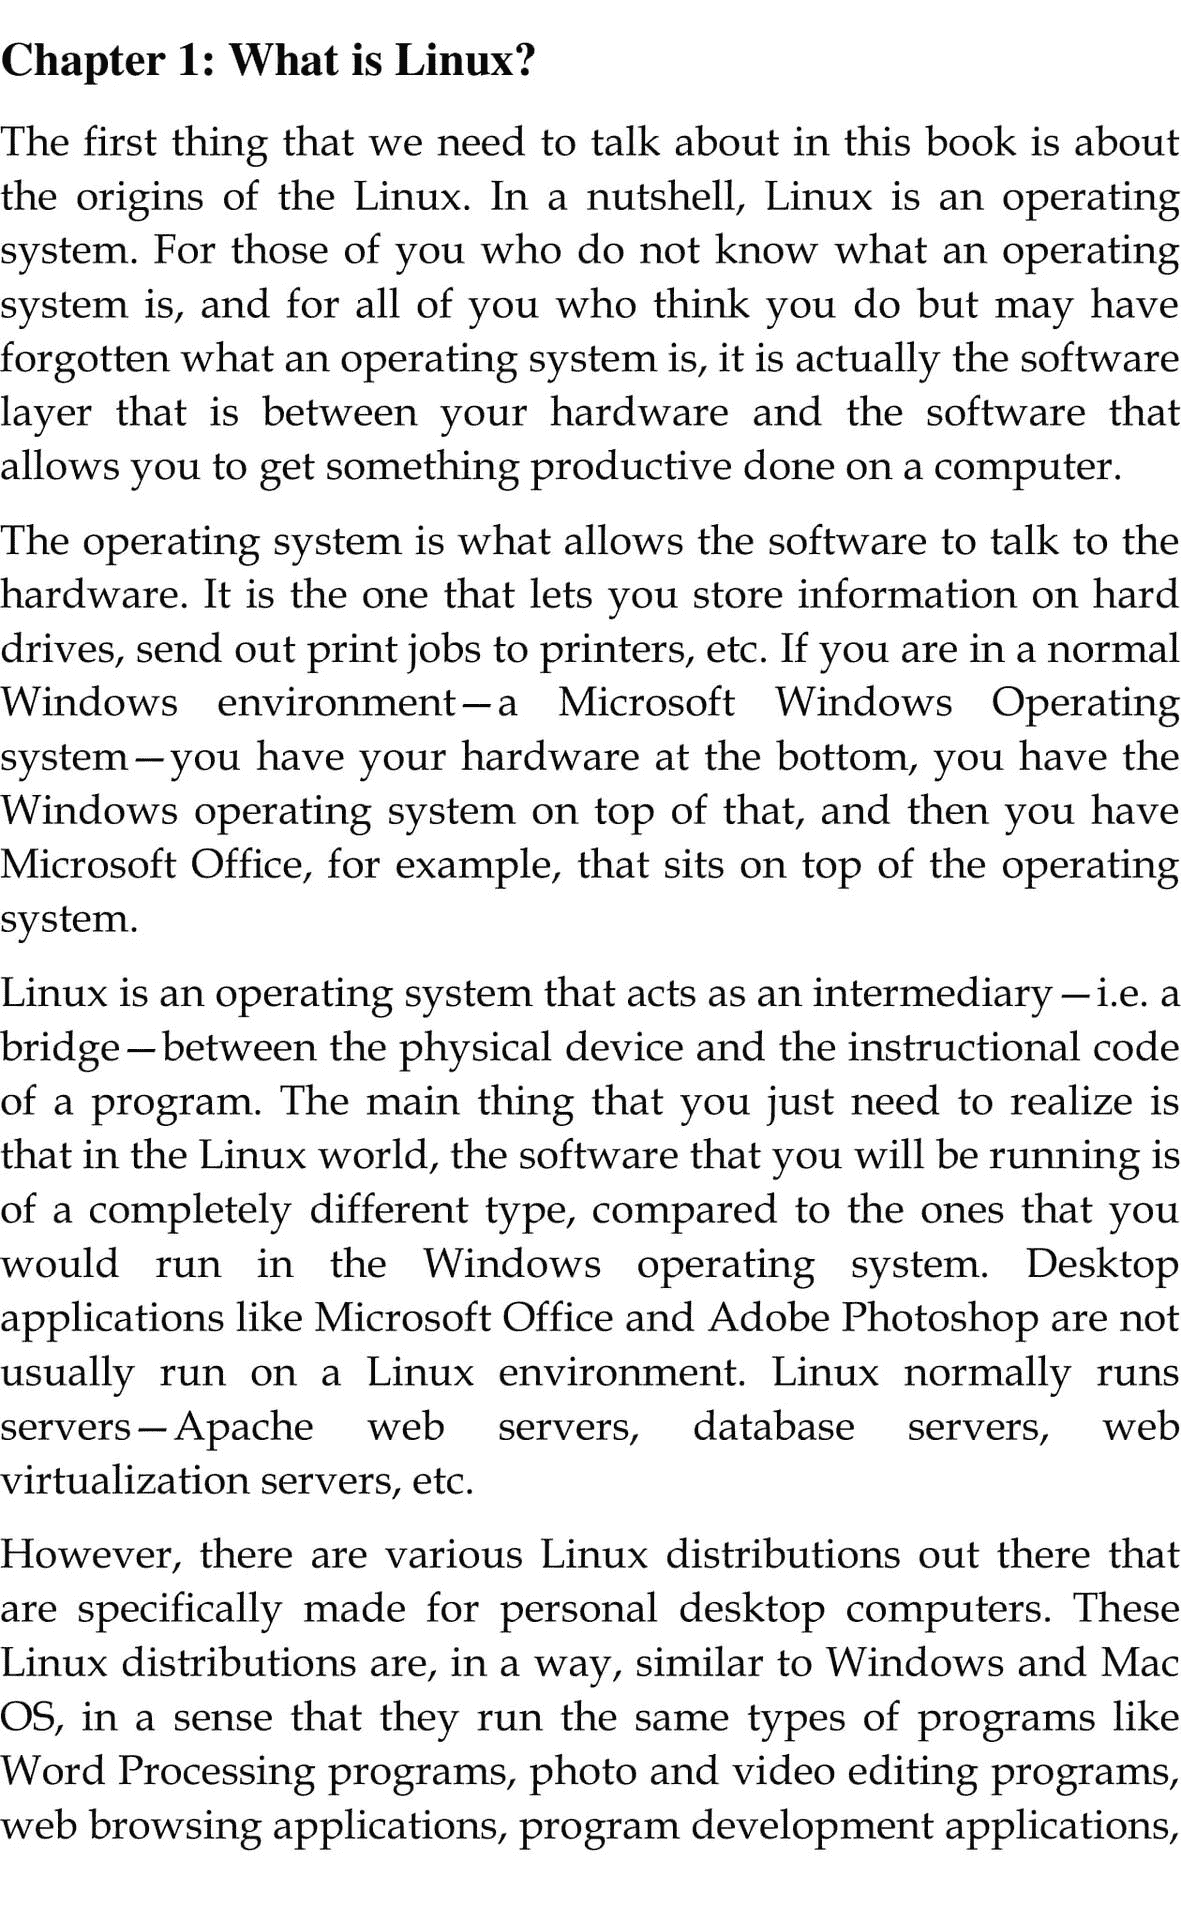 Chapter 1: What is Linux?
The first thing that we need to talk about in this book is about
the origins of the Linux. In a nutshell, Linux is an operating
system. For those of you who do not know what an operating
system is, and for all of you who think you do but may have
forgotten what an operating system is, it is actually the software
layer that is between your hardware and the software that
allows you to get something productive done on a computer.
The operating system is what allows the software to talk to the
hardware. It is the one that lets you store information on hard
drives, send out print jobs to printers, etc. If you are in a normal
Windows environment—a Microsoft Windows Operating
system—you have your hardware at the bottom, you have the
Windows operating system on top of that, and then you have
Microsoft Office, for example, that sits on top of the operating
system.
Linux is an operating system that acts as an intermediary—i.e. a
bridge—between the physical device and the instructional code
of a program. The main thing that you just need to realize is
that in the Linux world, the software that you will be running is
of a completely different type, compared to the ones that you
would run in the Windows operating system. Desktop
applications like Microsoft Office and Adobe Photoshop are not
usually run on a Linux environment. Linux normally runs
servers—Apache web servers, database servers, web
virtualization servers, etc.
However, there are various Linux distributions out there that
are specifically made for personal desktop computers. These
Linux distributions are, in a way, similar to Windows and Mac
OS, in a sense that they run the same types of programs like
Word Processing programs, photo and video editing programs,
web browsing applications, program development applications,